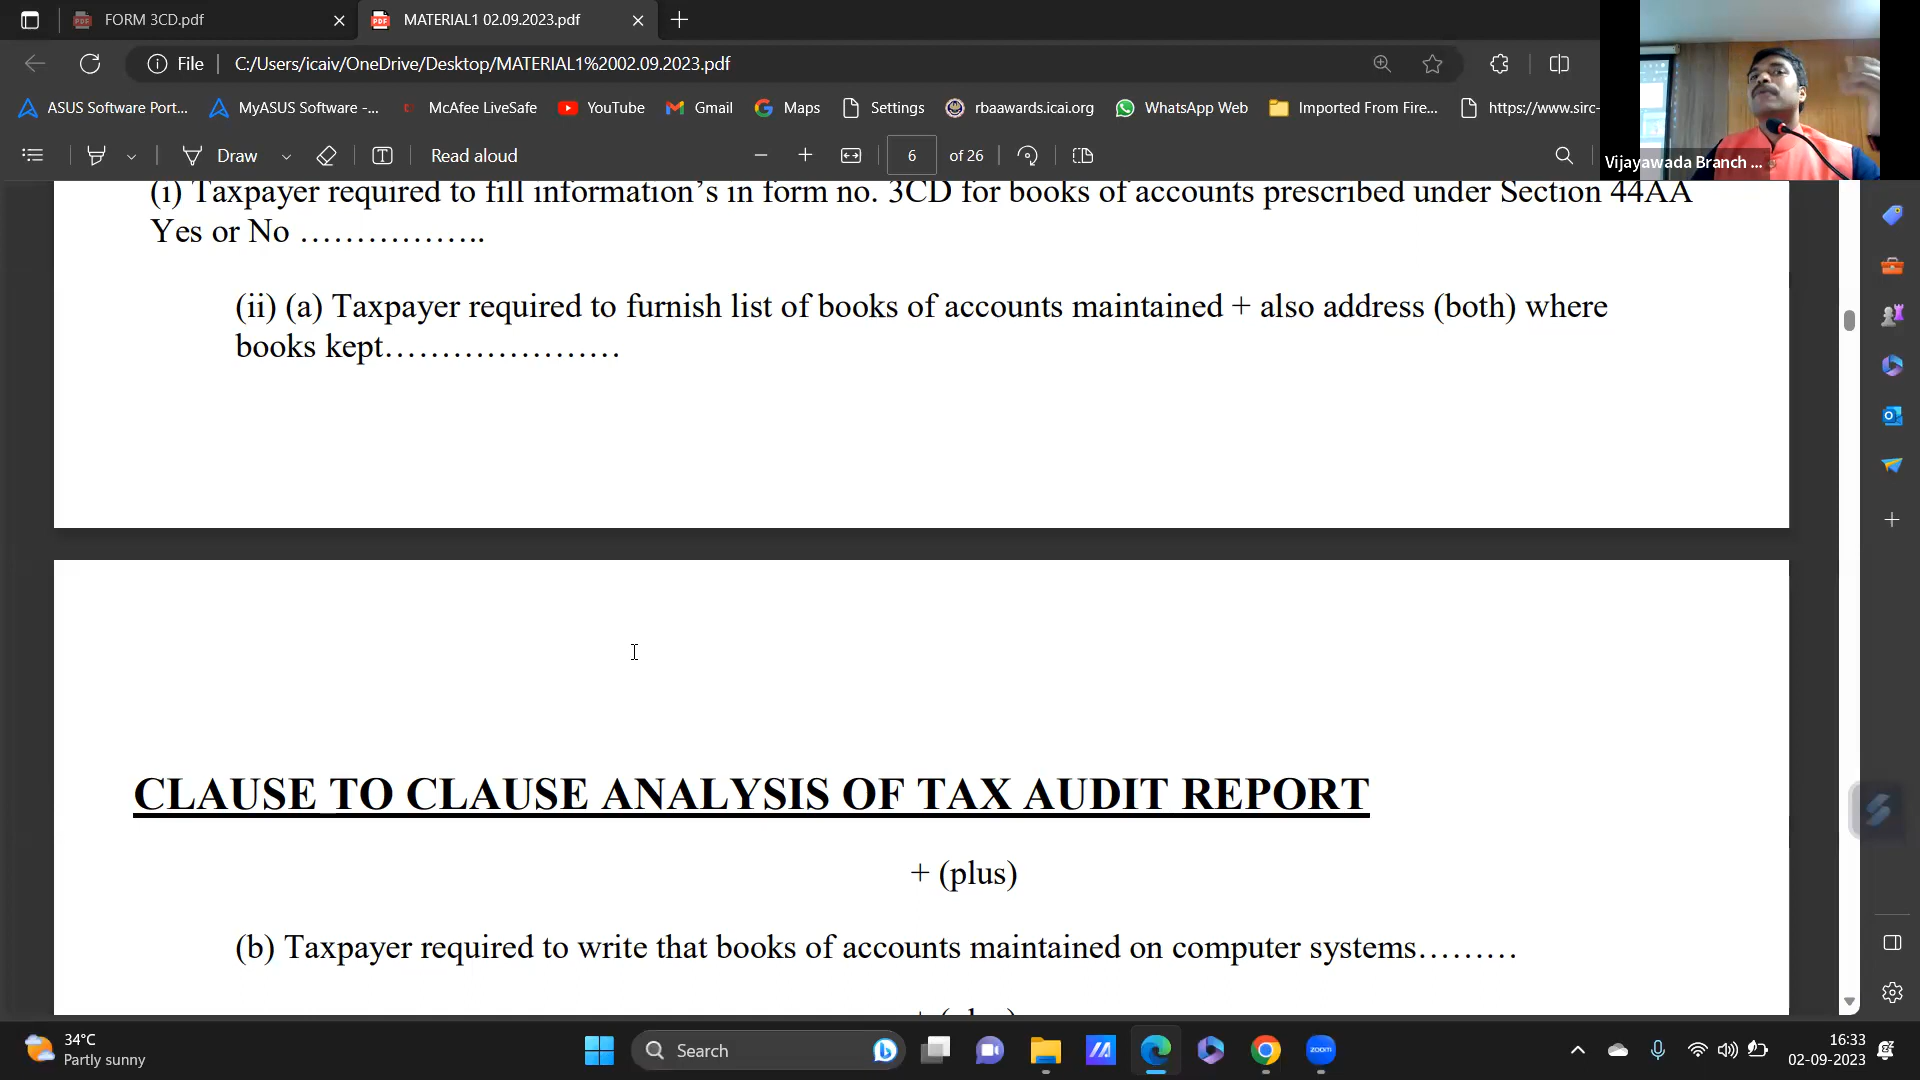 FORM 3CD.pdf
MATERIAL1 02.09.2023.pdf
File
C:/Users/icaiv/OneDrive/Desktop/MATERIAL1%2002.09.2023.pdf
ASUS Software Port...
MyASUS Software -...
McAfee LiveSafe
YouTube
Gmail
Maps
Settings
rbaawards.icai.org
WhatsApp Web
Imported From Fire...
https://www.sirc-
Draw
Read aloud
6
of 26
Vijayawada Branch ...
(i) Taxpayer required to fill information’s in form no. 3CD for books of accounts prescribed under Section 44AA
Yes or No ………………..
(ii) (a) Taxpayer required to furnish list of books of accounts maintained + also address (both) where
books kept…………………
CLAUSE TO CLAUSE ANALYSIS OF TAX AUDIT REPORT
+ (plus)
(b) Taxpayer required to write that books of accounts maintained on computer systems………
34°C
Partly sunny
Search
zoom
16:33
02-09-2023